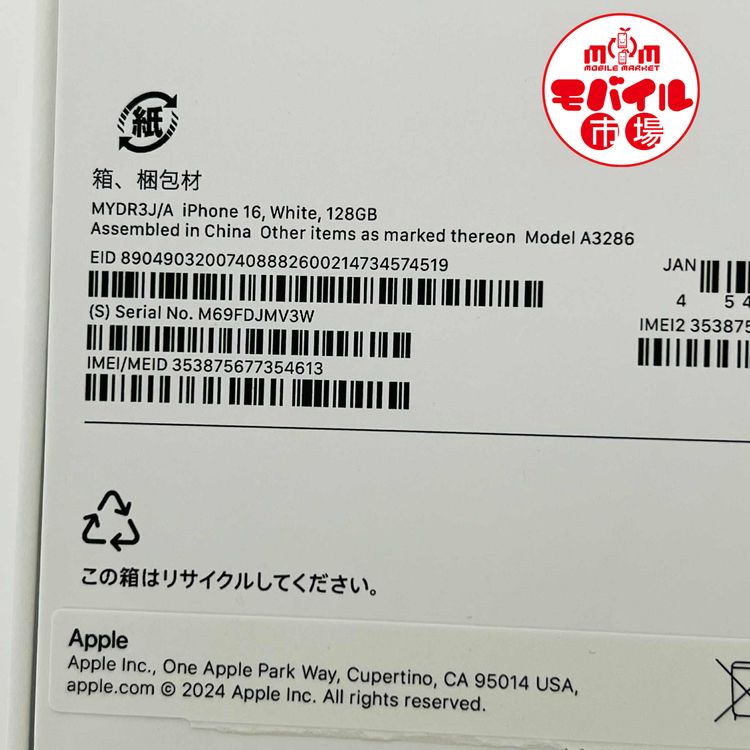 MOM
MOBILE MARKET
モバイル
市場
紙
箱、梱包材
MYDR3J/A iPhone 16, White, 128GB
Assembled in China Other items as marked thereon Model A3286
EID 89049032007408882600214734574519
JAN
4 54
(S) Serial No. M69FDJMV3W
IMEI2 353875
IMEI/MEID 353875677354613
この箱はリサイクルしてください。
Apple
Apple Inc., One Apple Park Way, Cupertino, CA 95014 USA,
apple.com © 2024 Apple Inc. All rights reserved.